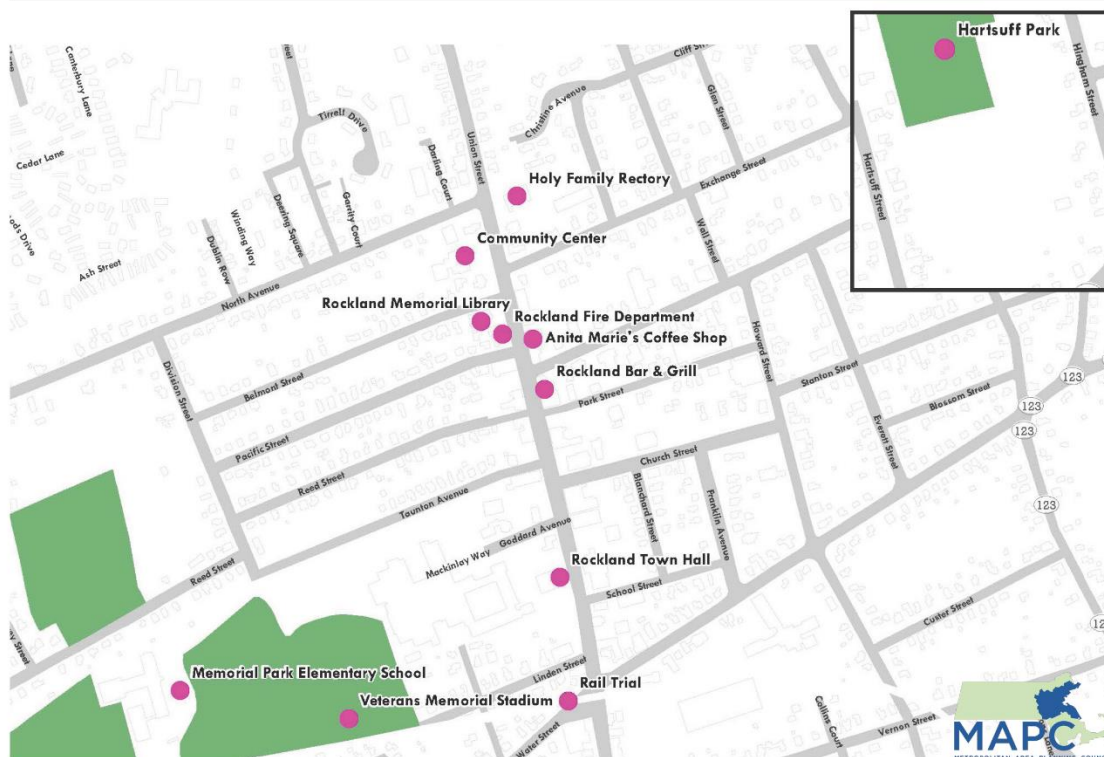 Hartsuff Park
Hingham Street
Hartsuff Street
Canterbury Lane
Cedar Lane
Tirrell Drive
Union Street
Christine Avenue
Glen Street
Darling Court
Holy Family Rectory
Exchange Street
Garrity Court
Deering Square
Winding Way
Dublin Row
Wall Street
Community Center
Ash Street
North Avenue
Rockland Memorial Library
Rockland Fire Department
Anita Marie's Coffee Shop
Howard Street
Division Street
Belmont Street
Rockland Bar & Grill
Park Street
Stanton Street
123
Blossom Street
123
123
Everett Street
Pacific Street
Reed Street
Church Street
Taunton Avenue
Blanchard Street
Franklin Avenue
123
Goddard Avenue
Mackinlay Way
Rockland Town Hall
Reed Street
School Street
Custer Street
Linden Street
Memorial Park Elementary School
Rail Trial
Veterans Memorial Stadium
Water Street
Collins Court
Vernon Street
MAPC